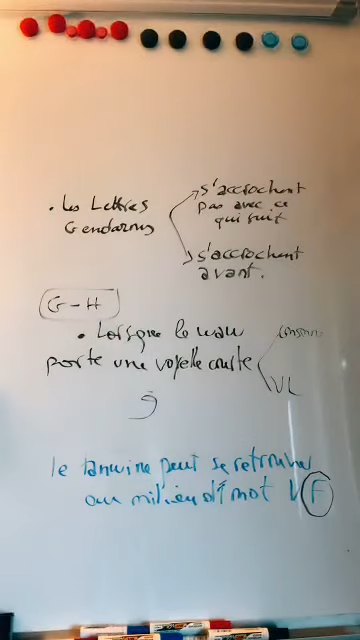 • Les Lettres
Gendarmes
s'accrochent
pas avec ce
qui suit
s'accrochent
avant.
G-H
• Lorsque le waw
porte une voyelle courte
consonne
VL
و
le tanwine peut se retrouver
au milieu d'1 mot V F